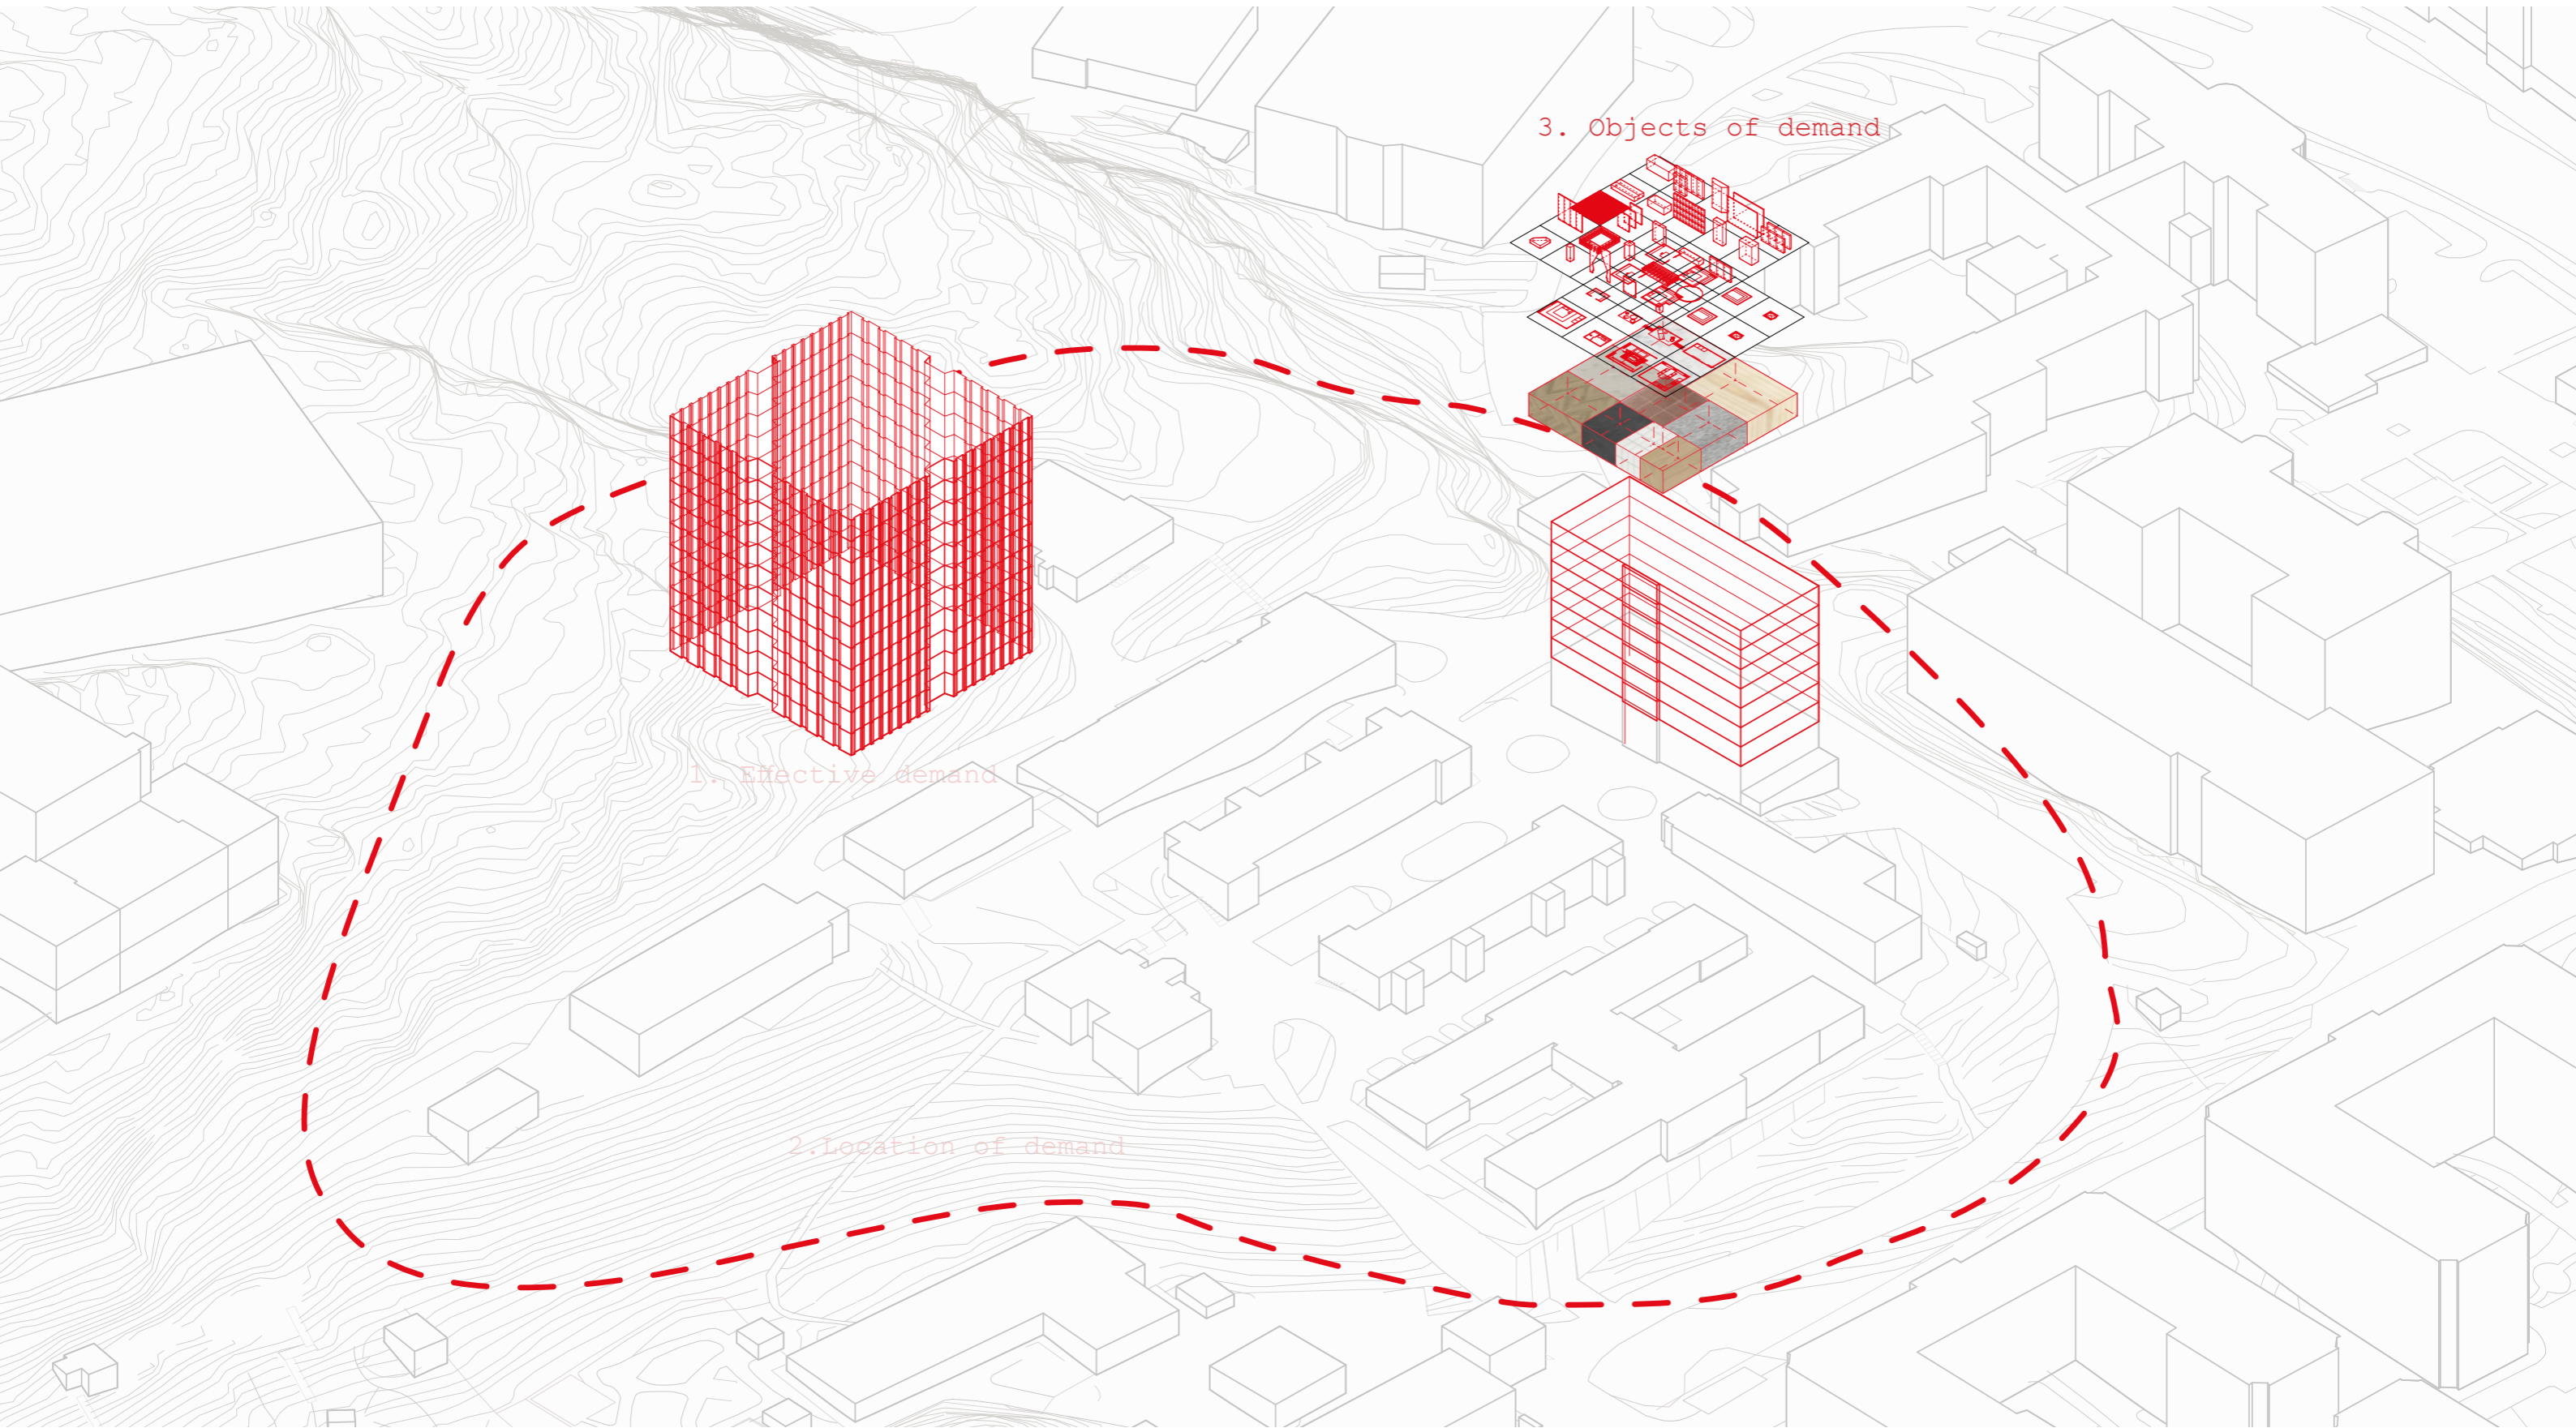 3. Objects of demand
1. Effective demand
2.Location of demand